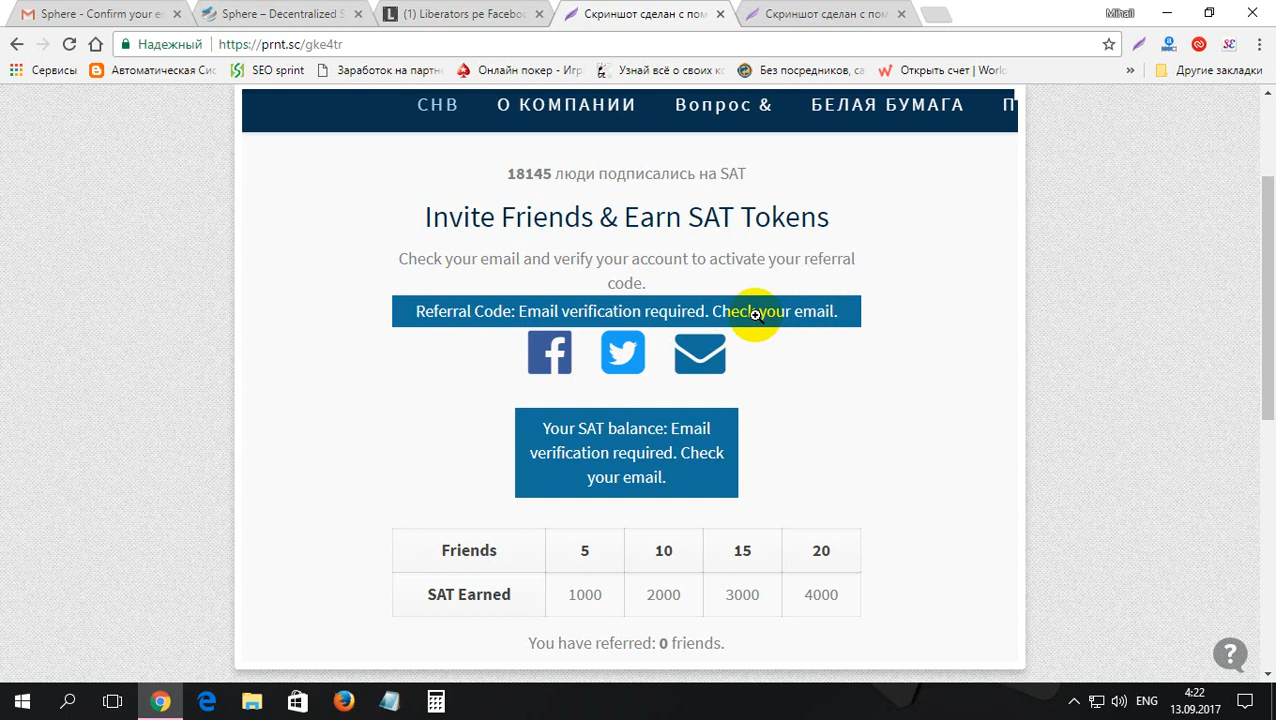 Sphere - Confirm your e
Sphere – Decentralized S
(1) Liberators pe Faceboo
Скриншот сделан с пом
Скриншот сделан с пом
Mihail
Надежный
https://prnt.sc/gke4tr
Сервисы
Автоматическая Сис
SEO sprint
Заработок на партн
Онлайн покер - Игр
Узнай всё о своих ко
Без посредников, са
Открыть счет | World
»
Другие закладки
СНВ
О КОМПАНИИ
Вопрос &
БЕЛАЯ БУМАГА
П
18145 люди подписались на SAT
Invite Friends & Earn SAT Tokens
Check your email and verify your account to activate your referral
code.
Referral Code: Email verification required. Check your email.
Your SAT balance: Email
verification required. Check
your email.
Friends 5 10 15 20
SAT Earned 1000 2000 3000 4000
You have referred: 0 friends.
?
ENG
4:22
13.09.2017